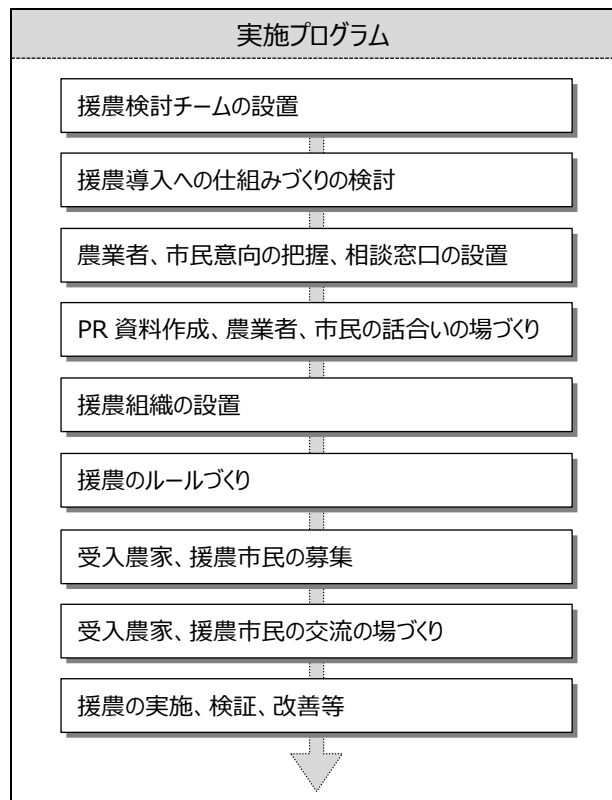 実施プログラム
援農検討チームの設置
援農導入への仕組みづくりの検討
農業者、市民意向の把握、相談窓口の設置
PR 資料作成、農業者、市民の話合いの場づくり
援農組織の設置
援農のルールづくり
受入農家、援農市民の募集
受入農家、援農市民の交流の場づくり
援農の実施、検証、改善等